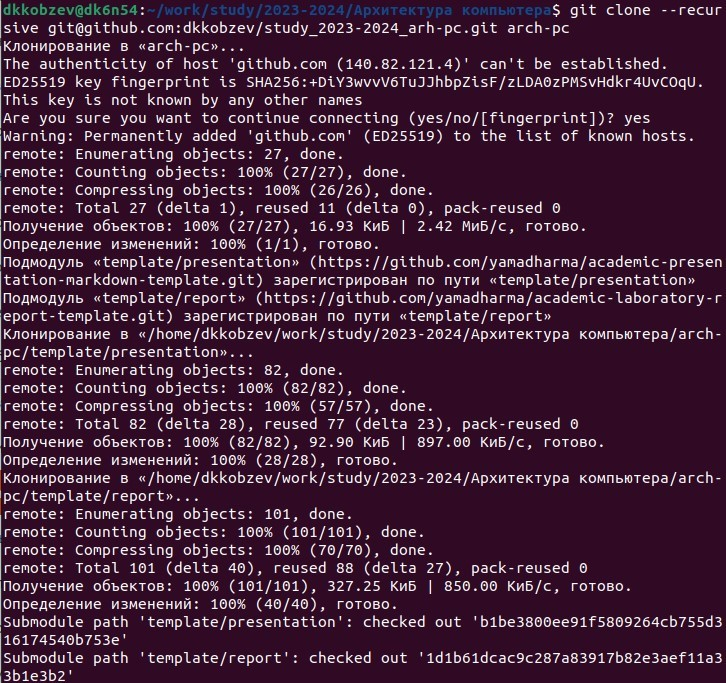 dkkobzev@dk6n54:~/work/study/2023-2024/Архитектура компьютера$ git clone --recur
sive git@github.com:dkkobzev/study_2023-2024_arh-pc.git arch-pc
Клонирование в «arch-pc»...
The authenticity of host 'github.com (140.82.121.4)' can't be established.
ED25519 key fingerprint is SHA256:+DiY3wvvV6TuJJhbpZisF/zLDA0zPMSvHdkr4UvCOqU.
This key is not known by any other names
Are you sure you want to continue connecting (yes/no/[fingerprint])? yes
Warning: Permanently added 'github.com' (ED25519) to the list of known hosts.
remote: Enumerating objects: 27, done.
remote: Counting objects: 100% (27/27), done.
remote: Compressing objects: 100% (26/26), done.
remote: Total 27 (delta 1), reused 11 (delta 0), pack-reused 0
Получение объектов: 100% (27/27), 16.93 КиБ | 2.42 МиБ/с, готово.
Определение изменений: 100% (1/1), готово.
Подмодуль «template/presentation» (https://github.com/yamadharma/academic-presen
tation-markdown-template.git) зарегистрирован по пути «template/presentation»
Подмодуль «template/report» (https://github.com/yamadharma/academic-laboratory-r
eport-template.git) зарегистрирован по пути «template/report»
Клонирование в «/home/dkkobzev/work/study/2023-2024/Архитектура компьютера/arch-
pc/template/presentation»...
remote: Enumerating objects: 82, done.
remote: Counting objects: 100% (82/82), done.
remote: Compressing objects: 100% (57/57), done.
remote: Total 82 (delta 28), reused 77 (delta 23), pack-reused 0
Получение объектов: 100% (82/82), 92.90 КиБ | 897.00 КиБ/с, готово.
Определение изменений: 100% (28/28), готово.
Клонирование в «/home/dkkobzev/work/study/2023-2024/Архитектура компьютера/arch-
pc/template/report»...
remote: Enumerating objects: 101, done.
remote: Counting objects: 100% (101/101), done.
remote: Compressing objects: 100% (70/70), done.
remote: Total 101 (delta 40), reused 88 (delta 27), pack-reused 0
Получение объектов: 100% (101/101), 327.25 КиБ | 850.00 КиБ/с, готово.
Определение изменений: 100% (40/40), готово.
Submodule path 'template/presentation': checked out 'b1be3800ee91f5809264cb755d3
16174540b753e'
Submodule path 'template/report': checked out '1d1b61dcac9c287a83917b82e3aef11a3
3b1e3b2'